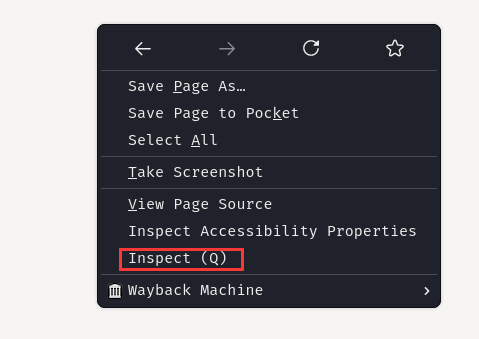 Save Page As…
Save Page to Pocket
Select All
Take Screenshot
View Page Source
Inspect Accessibility Properties
Inspect (Q)
Wayback Machine